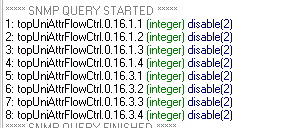 ***** SNMP QUERY STARTED *****
1: topUniAttrFlowCtrl.0.16.1.1 (integer) disable(2)
2: topUniAttrFlowCtrl.0.16.1.2 (integer) disable(2)
3: topUniAttrFlowCtrl.0.16.1.3 (integer) disable(2)
4: topUniAttrFlowCtrl.0.16.1.4 (integer) disable(2)
5: topUniAttrFlowCtrl.0.16.3.1 (integer) disable(2)
6: topUniAttrFlowCtrl.0.16.3.2 (integer) disable(2)
7: topUniAttrFlowCtrl.0.16.3.3 (integer) disable(2)
8: topUniAttrFlowCtrl.0.16.3.4 (integer) disable(2)
***** SNMP QUERY FINISHED *****